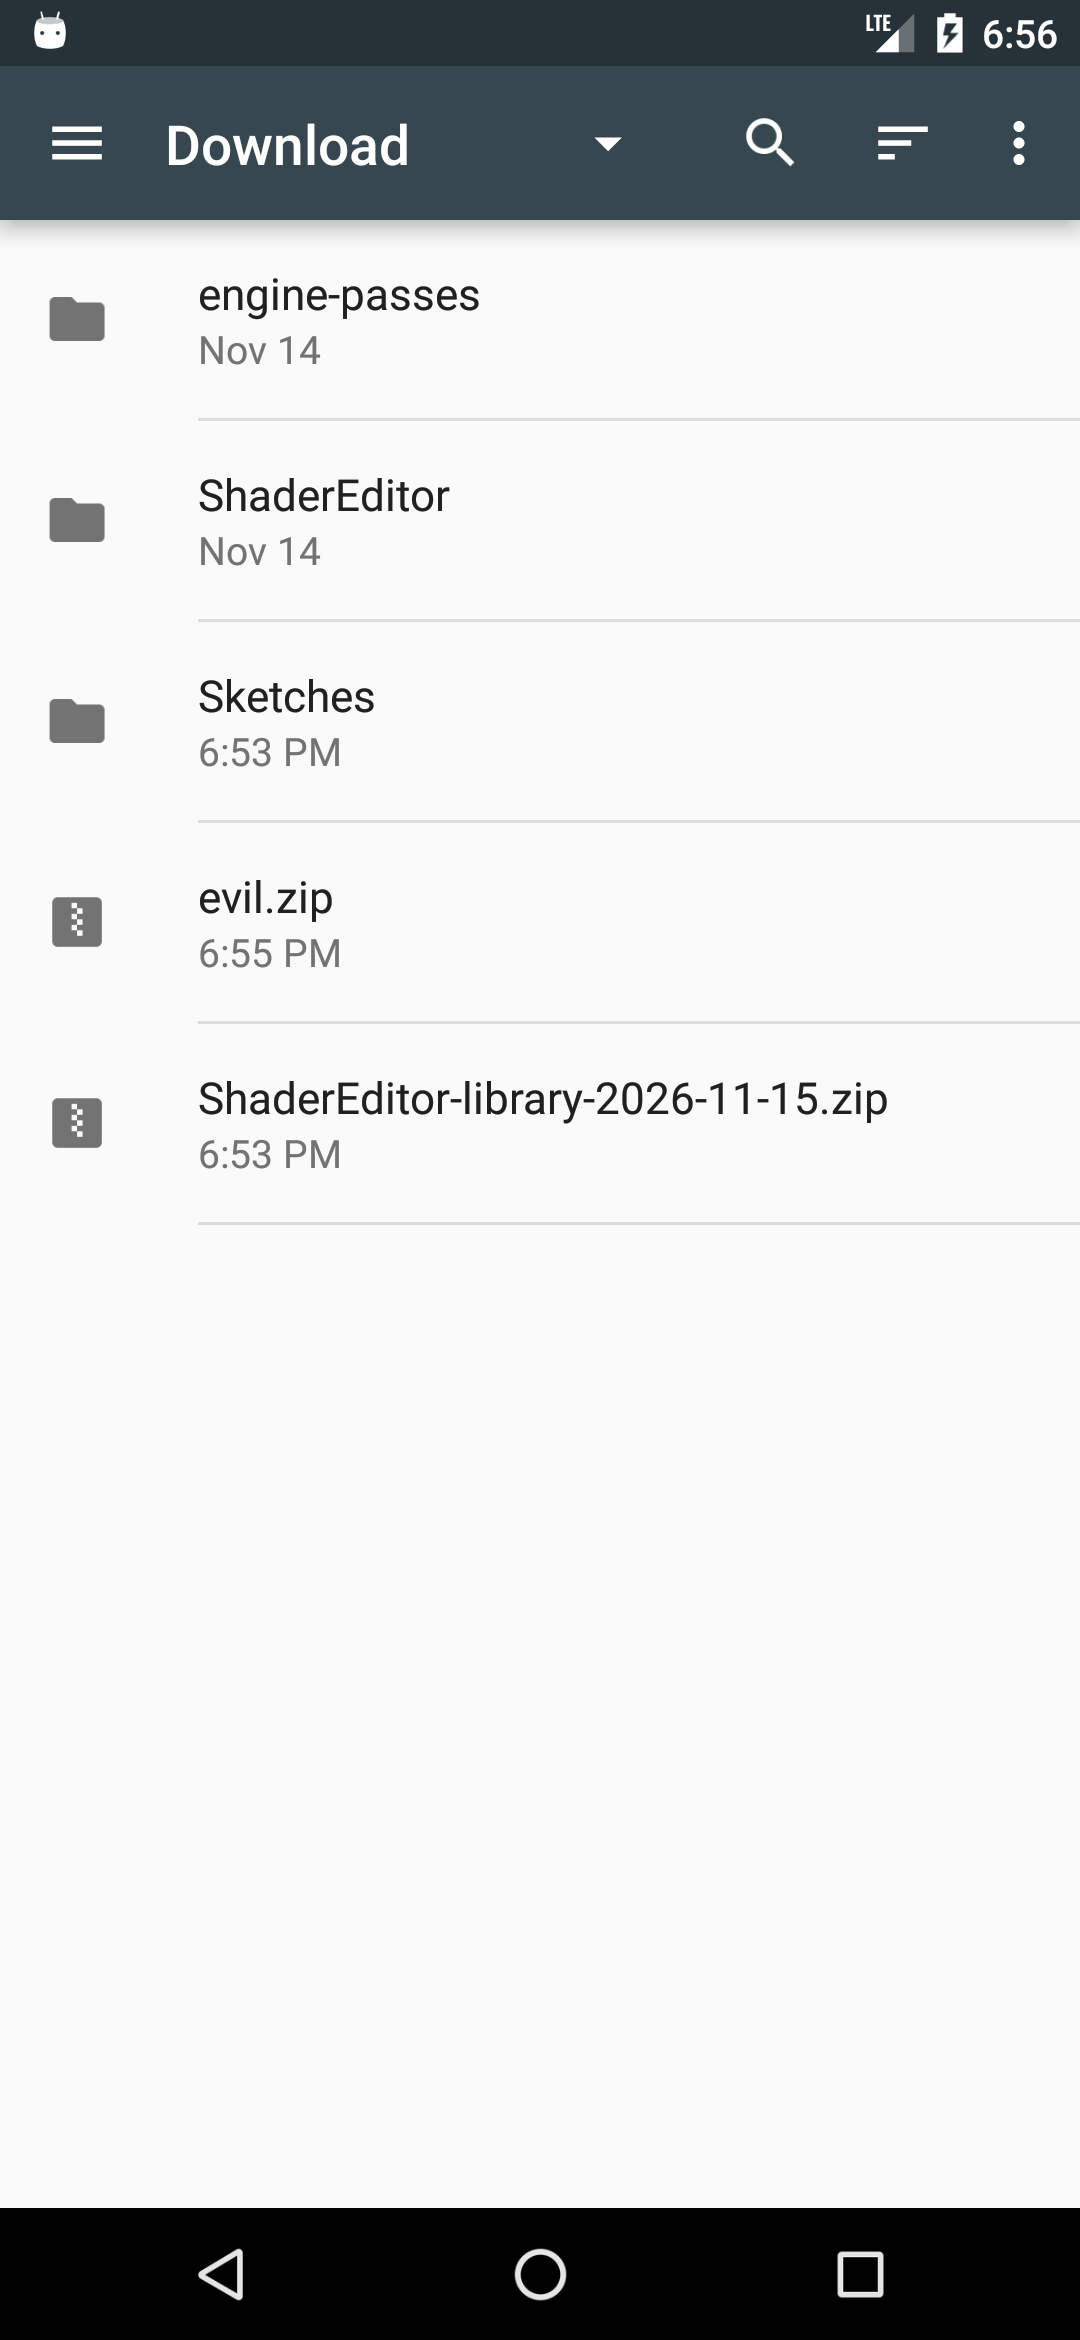 LTE 6:56
Download
engine-passes
Nov 14
ShaderEditor
Nov 14
Sketches
6:53 PM
evil.zip
6:55 PM
ShaderEditor-library-2026-11-15.zip
6:53 PM